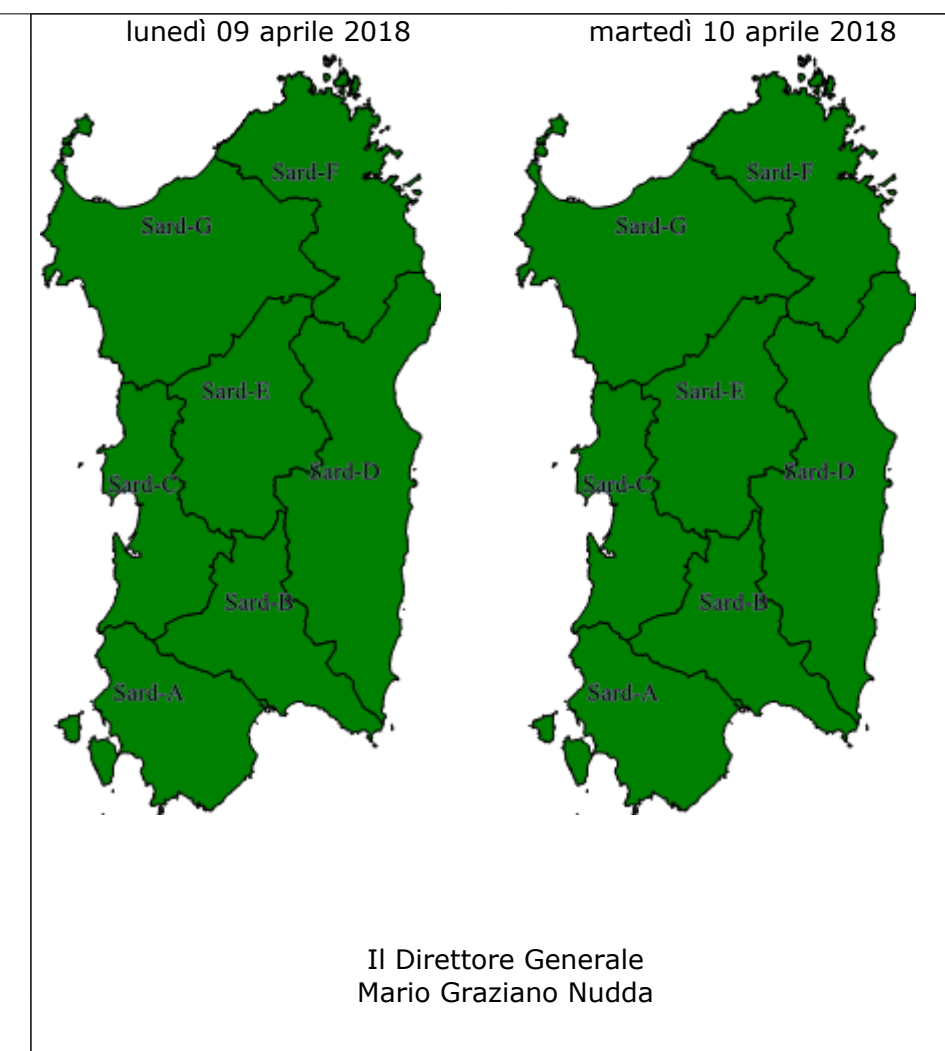 lunedì 09 aprile 2018
martedì 10 aprile 2018
Sard-F
Sard-G
Sard-E
Sard-D
Sard-C
Sard-B
Sard-A
Sard-F
Sard-G
Sard-E
Sard-D
Sard-C
Sard-B
Sard-A
Il Direttore Generale
Mario Graziano Nudda